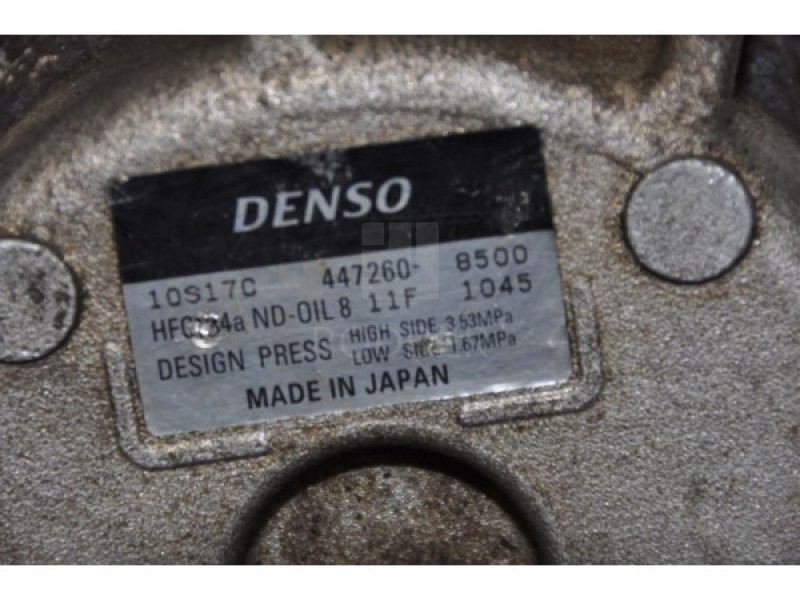 DENSO
10S17C 447260- 8500
HFC134a ND-OIL 8 11F 1045
DESIGN PRESS HIGH SIDE 3.53MPa
LOW SIDE 1.67MPa
MADE IN JAPAN